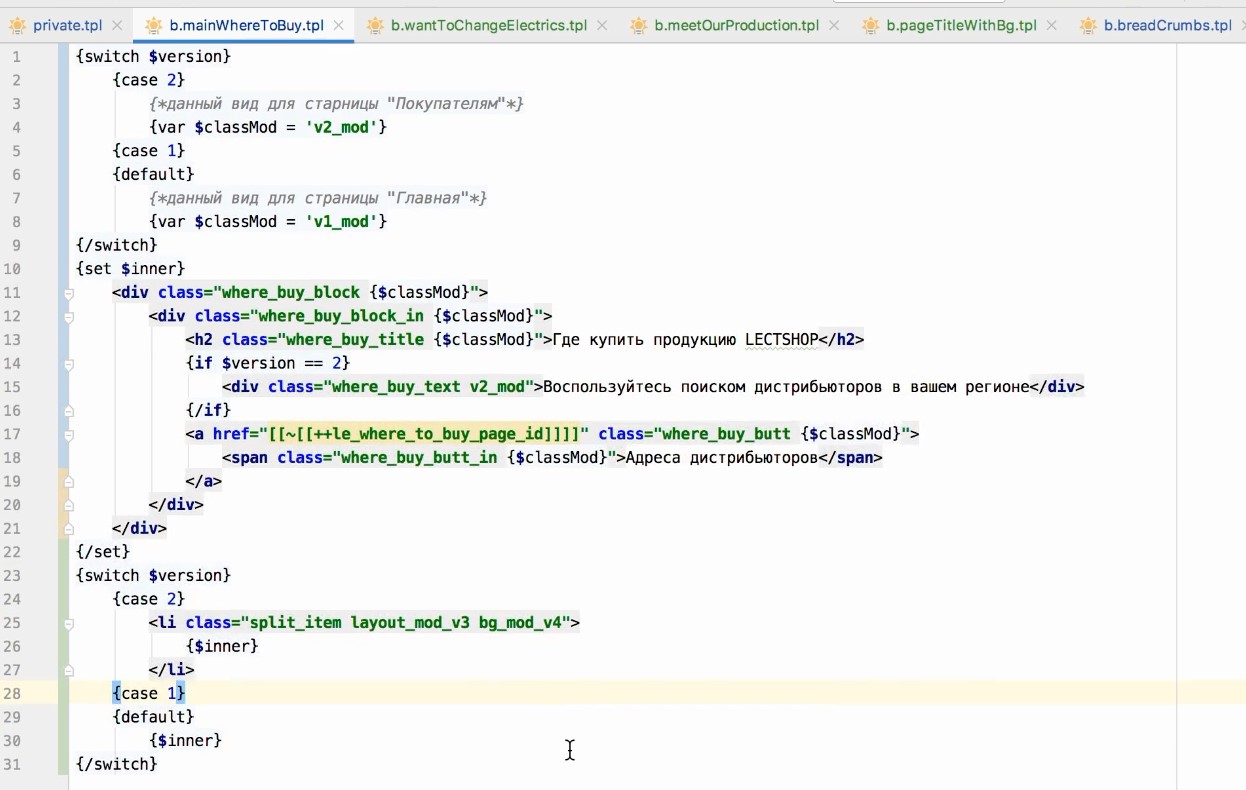 private.tpl b.mainWhereToBuy.tpl b.wantToChangeElectrics.tpl b.meetOurProduction.tpl b.pageTitleWithBg.tpl b.breadCrumbs.tpl
1 {switch $version}
2 {case 2}
3 {*данный вид для старницы "Покупателям"*}
4 {var $classMod = 'v2_mod'}
5 {case 1}
6 {default}
7 {*данный вид для страницы "Главная"*}
8 {var $classMod = 'v1_mod'}
9 {/switch}
10 {set $inner}
11 <div class="where_buy_block {$classMod}">
12 <div class="where_buy_block_in {$classMod}">
13 <h2 class="where_buy_title {$classMod}">Где купить продукцию LECTSHOP</h2>
14 {if $version == 2}
15 <div class="where_buy_text v2_mod">Воспользуйтесь поиском дистрибьюторов в вашем регионе</div>
16 {/if}
17 <a href="[[~[[++le_where_to_buy_page_id]]]]" class="where_buy_butt {$classMod}">
18 <span class="where_buy_butt_in {$classMod}">Адреса дистрибьюторов</span>
19 </a>
20 </div>
21 </div>
22 {/set}
23 {switch $version}
24 {case 2}
25 <li class="split_item layout_mod_v3 bg_mod_v4">
26 {$inner}
27 </li>
28 {case 1}
29 {default}
30 {$inner}
31 {/switch}